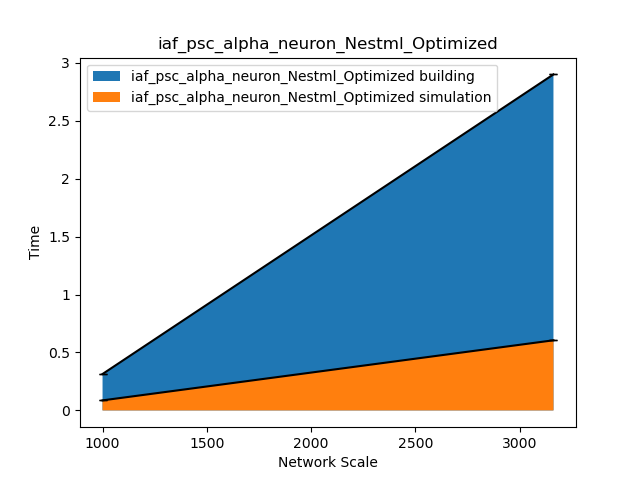 iaf_psc_alpha_neuron_Nestml_Optimized
iaf_psc_alpha_neuron_Nestml_Optimized building
iaf_psc_alpha_neuron_Nestml_Optimized simulation
3
2.5
2
1.5
1
0.5
0
Time
1000 1500 2000 2500 3000
Network Scale